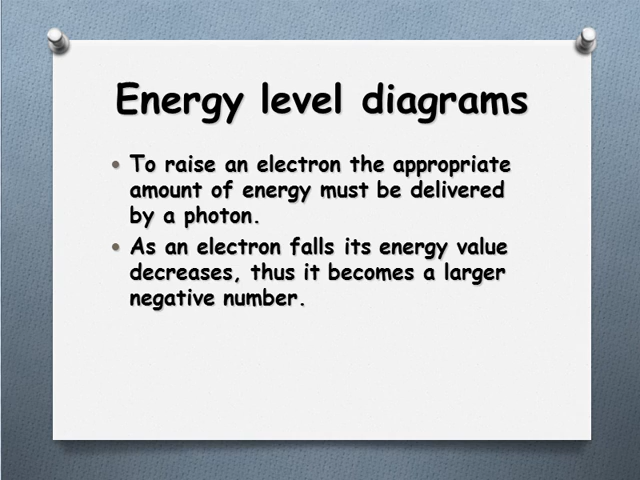 Energy level diagrams
• To raise an electron the appropriate
amount of energy must be delivered
by a photon.
• As an electron falls its energy value
decreases, thus it becomes a larger
negative number.